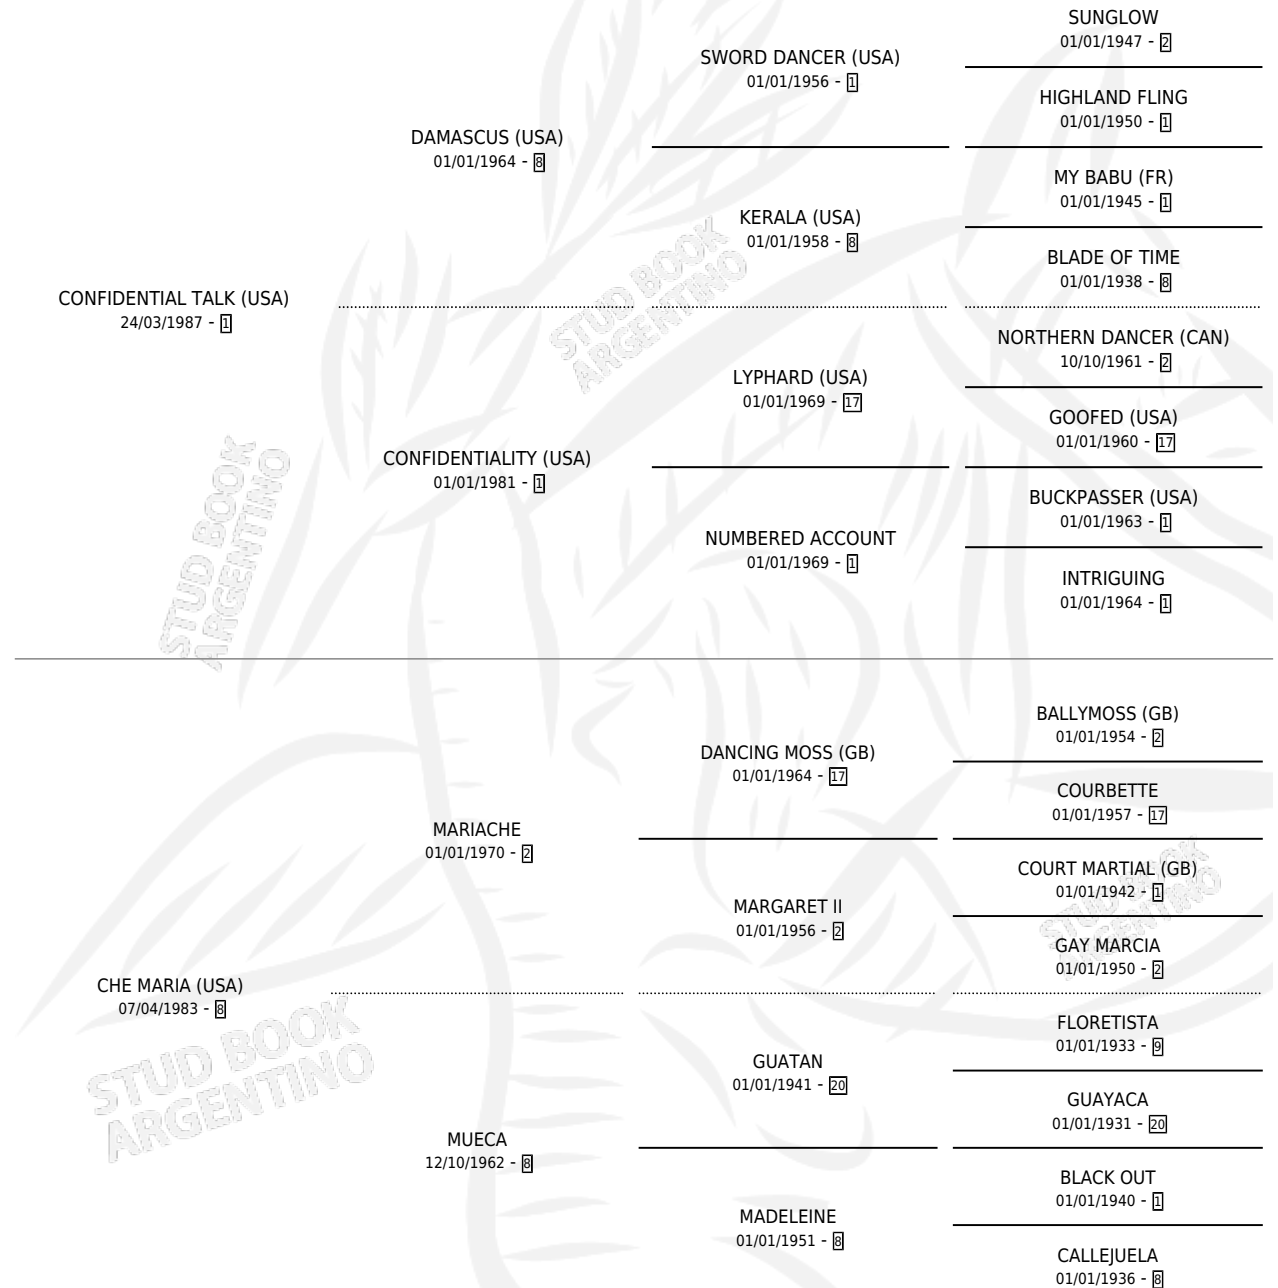 SUNGLOW
01/01/1947 - 2
SWORD DANCER (USA)
01/01/1956 - 1
HIGHLAND FLING
01/01/1950 - 1
DAMASCUS (USA)
01/01/1964 - 8
MY BABU (FR)
01/01/1945 - 1
KERALA (USA)
01/01/1958 - 8
BLADE OF TIME
01/01/1938 - 8
CONFIDENTIAL TALK (USA)
24/03/1987 - 1
NORTHERN DANCER (CAN)
10/10/1961 - 2
LYPHARD (USA)
01/01/1969 - 17
GOOFED (USA)
01/01/1960 - 17
CONFIDENTIALITY (USA)
01/01/1981 - 1
BUCKPASSER (USA)
01/01/1963 - 1
NUMBERED ACCOUNT
01/01/1969 - 1
INTRIGUING
01/01/1964 - 1
BALLYMOSS (GB)
01/01/1954 - 2
DANCING MOSS (GB)
01/01/1964 - 17
COURBETTE
01/01/1957 - 17
MARIACHE
01/01/1970 - 2
COURT MARTIAL (GB)
01/01/1942 - 1
MARGARET II
01/01/1956 - 2
GAY MARCIA
01/01/1950 - 2
CHE MARIA (USA)
07/04/1983 - 8
FLORETISTA
01/01/1933 - 9
GUATAN
01/01/1941 - 20
GUAYACA
01/01/1931 - 20
MUECA
12/10/1962 - 8
BLACK OUT
01/01/1940 - 1
MADELEINE
01/01/1951 - 8
CALLEJUELA
01/01/1936 - 8
STUD BOOK
ARGENTINO
STUD BOOK
ARGENTINO
STUD BOOK
ARGENTINO
STUD BOOK
ARGENTINO